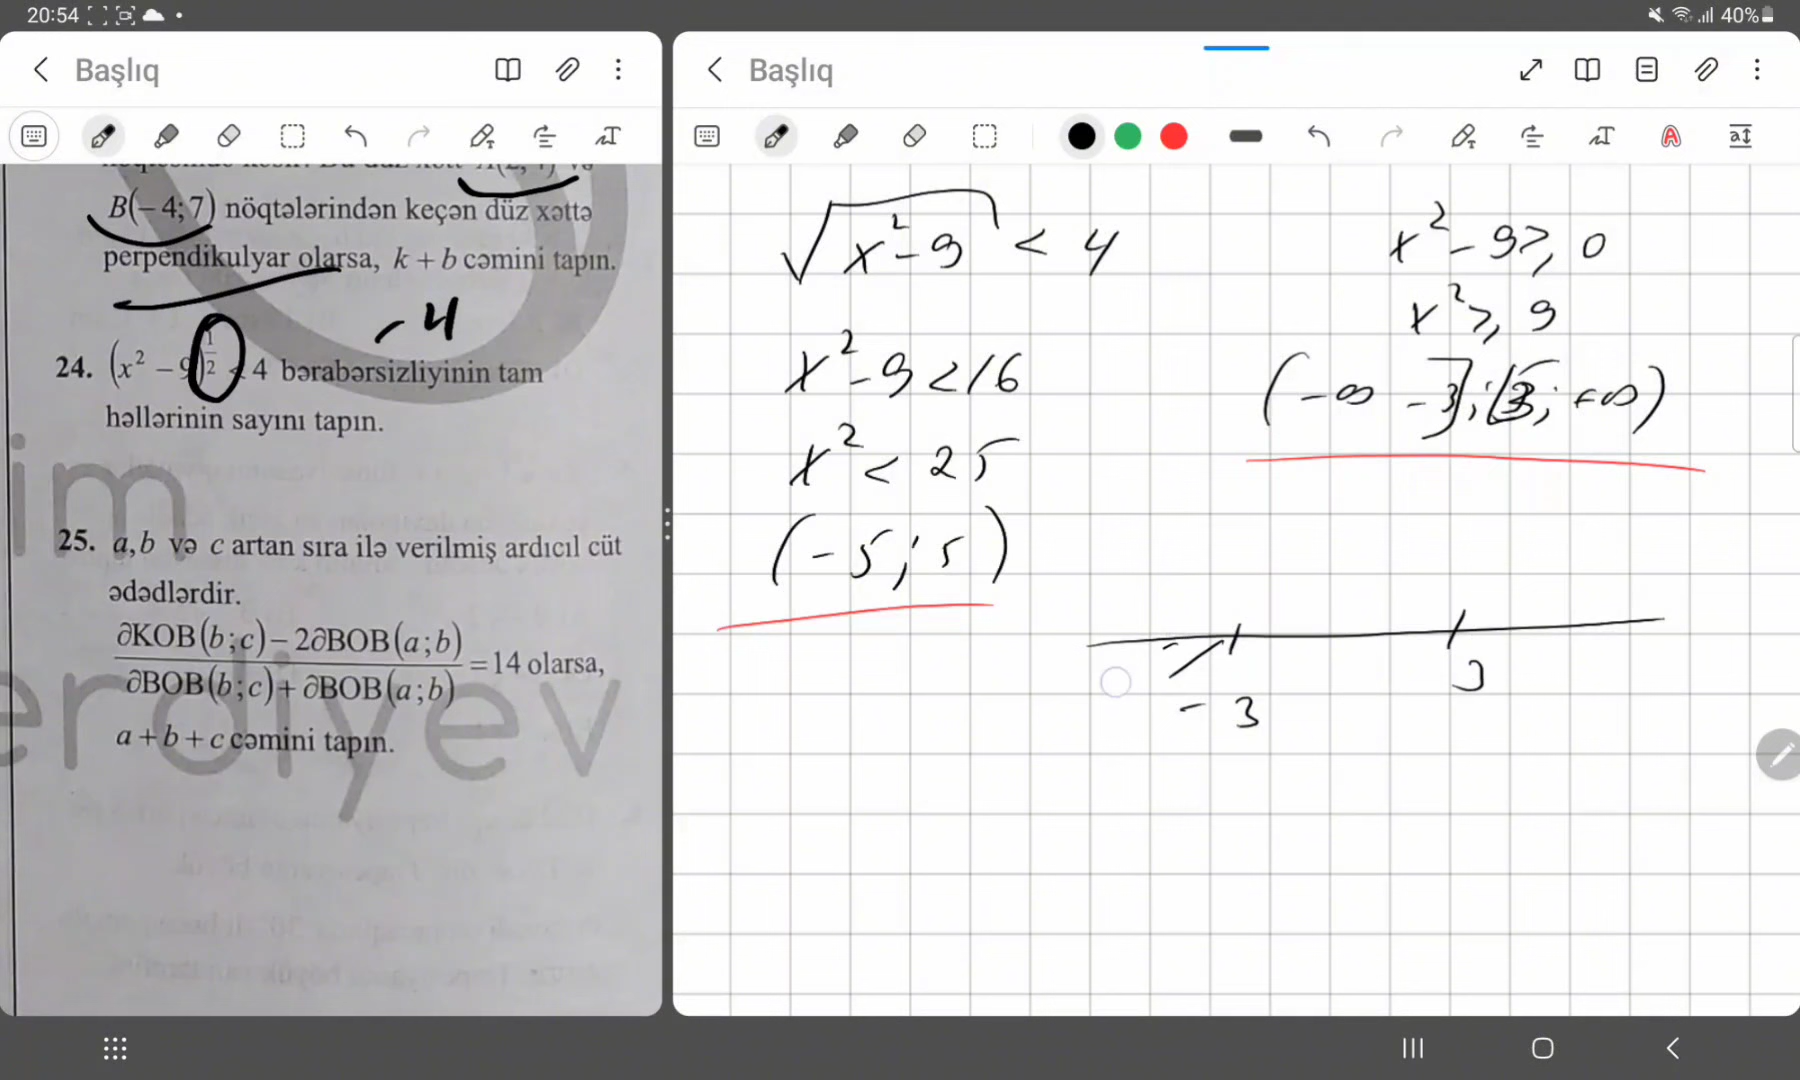 20:54
40%
Başlıq
Başlıq
B(−4;7) nöqtələrindən keçən düz xəttə
perpendikulyar olarsa, k + b cəmini tapın.
− 4
24. (x² − 9)^{1/2} < 4 bərabərsizliyinin tam
həllərinin sayını tapın.
25. a, b və c artan sıra ilə verilmiş ardıcıl cüt
ədədlərdir.
∂KOB(b;c) − 2∂BOB(a;b)
∂BOB(b;c) + ∂BOB(a;b)
= 14 olarsa,
a + b + c cəmini tapın.
im
erdiyev
√(x² − 9) < 4
x² − 9 < 16
x² < 25
(−5; 5)
x² − 9 ≥ 0
x² ≥ 9
(−∞ −3]; [3; +∞)
−3
3